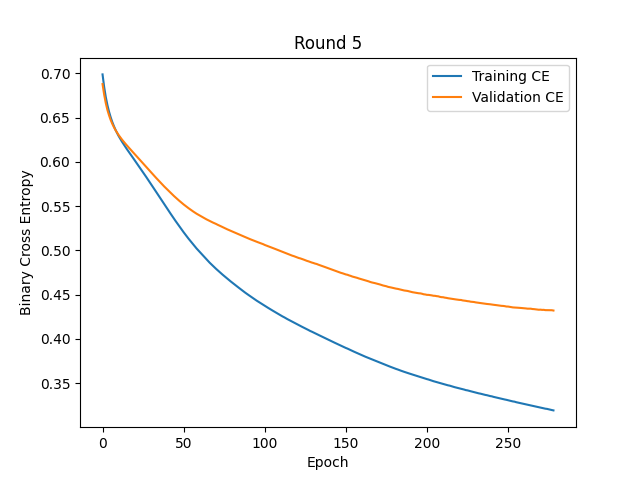 Round 5
Training CE
Validation CE
Binary Cross Entropy
0.70
0.65
0.60
0.55
0.50
0.45
0.40
0.35
0 50 100 150 200 250
Epoch